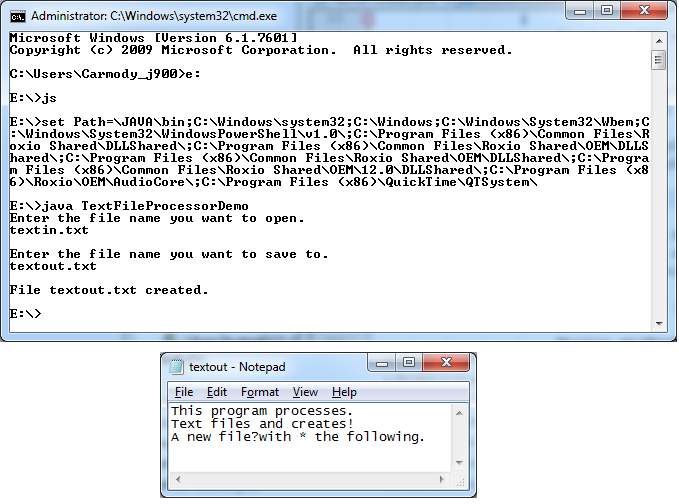 Administrator: C:\Windows\system32\cmd.exe
Microsoft Windows [Version 6.1.7601]
Copyright (c) 2009 Microsoft Corporation.  All rights reserved.
C:\Users\Carmody_j900>e:
E:\>js
E:\>set Path=\JAVA\bin;C:\Windows\system32;C:\Windows;C:\Windows\System32\Wbem;C
:\Windows\System32\WindowsPowerShell\v1.0\;C:\Program Files (x86)\Common Files\R
oxio Shared\DLLShared\;C:\Program Files (x86)\Common Files\Roxio Shared\OEM\DLLS
hared\;C:\Program Files (x86)\Common Files\Roxio Shared\OEM\DLLShared\;C:\Progra
m Files (x86)\Common Files\Roxio Shared\OEM\12.0\DLLShared\;C:\Program Files (x8
6)\Roxio\OEM\AudioCore\;C:\Program Files (x86)\QuickTime\QTSystem\
E:\>java TextFileProcessorDemo
Enter the file name you want to open.
textin.txt
Enter the file name you want to save to.
textout.txt
File textout.txt created.
E:\>
textout - Notepad
File Edit Format View Help
This program processes.
Text files and creates!
A new file?with * the following.